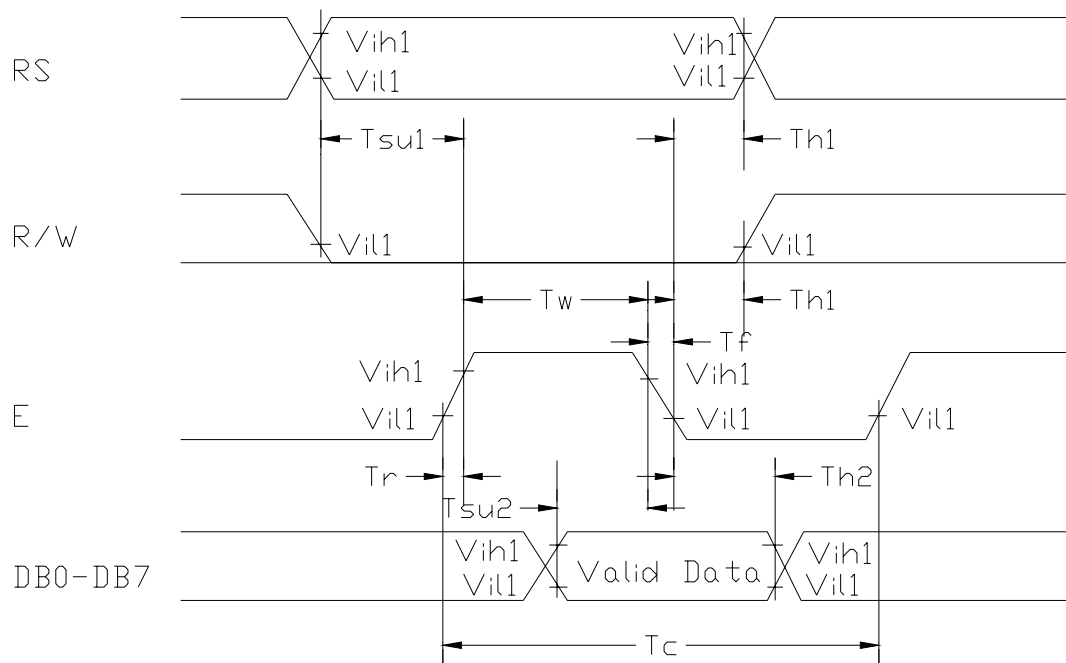 RS
Vih1
Vih1
Vil1
Vil1
Tsu1
Th1
R/W
Vil1
Vil1
Tw
Th1
Tf
Vih1
Vih1
E
Vil1
Vil1
Vil1
Tr
Th2
Tsu2
DB0-DB7
Vih1
Valid Data
Vih1
Vil1
Vil1
Tc